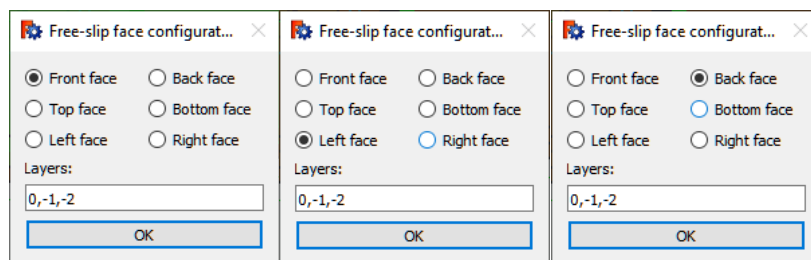 Free-slip face configurat...
Front face Back face
Top face Bottom face
Left face Right face
Layers:
0,-1,-2
OK
Free-slip face configurat...
Front face Back face
Top face Bottom face
Left face Right face
Layers:
0,-1,-2
OK
Free-slip face configurat...
Front face Back face
Top face Bottom face
Left face Right face
Layers:
0,-1,-2
OK